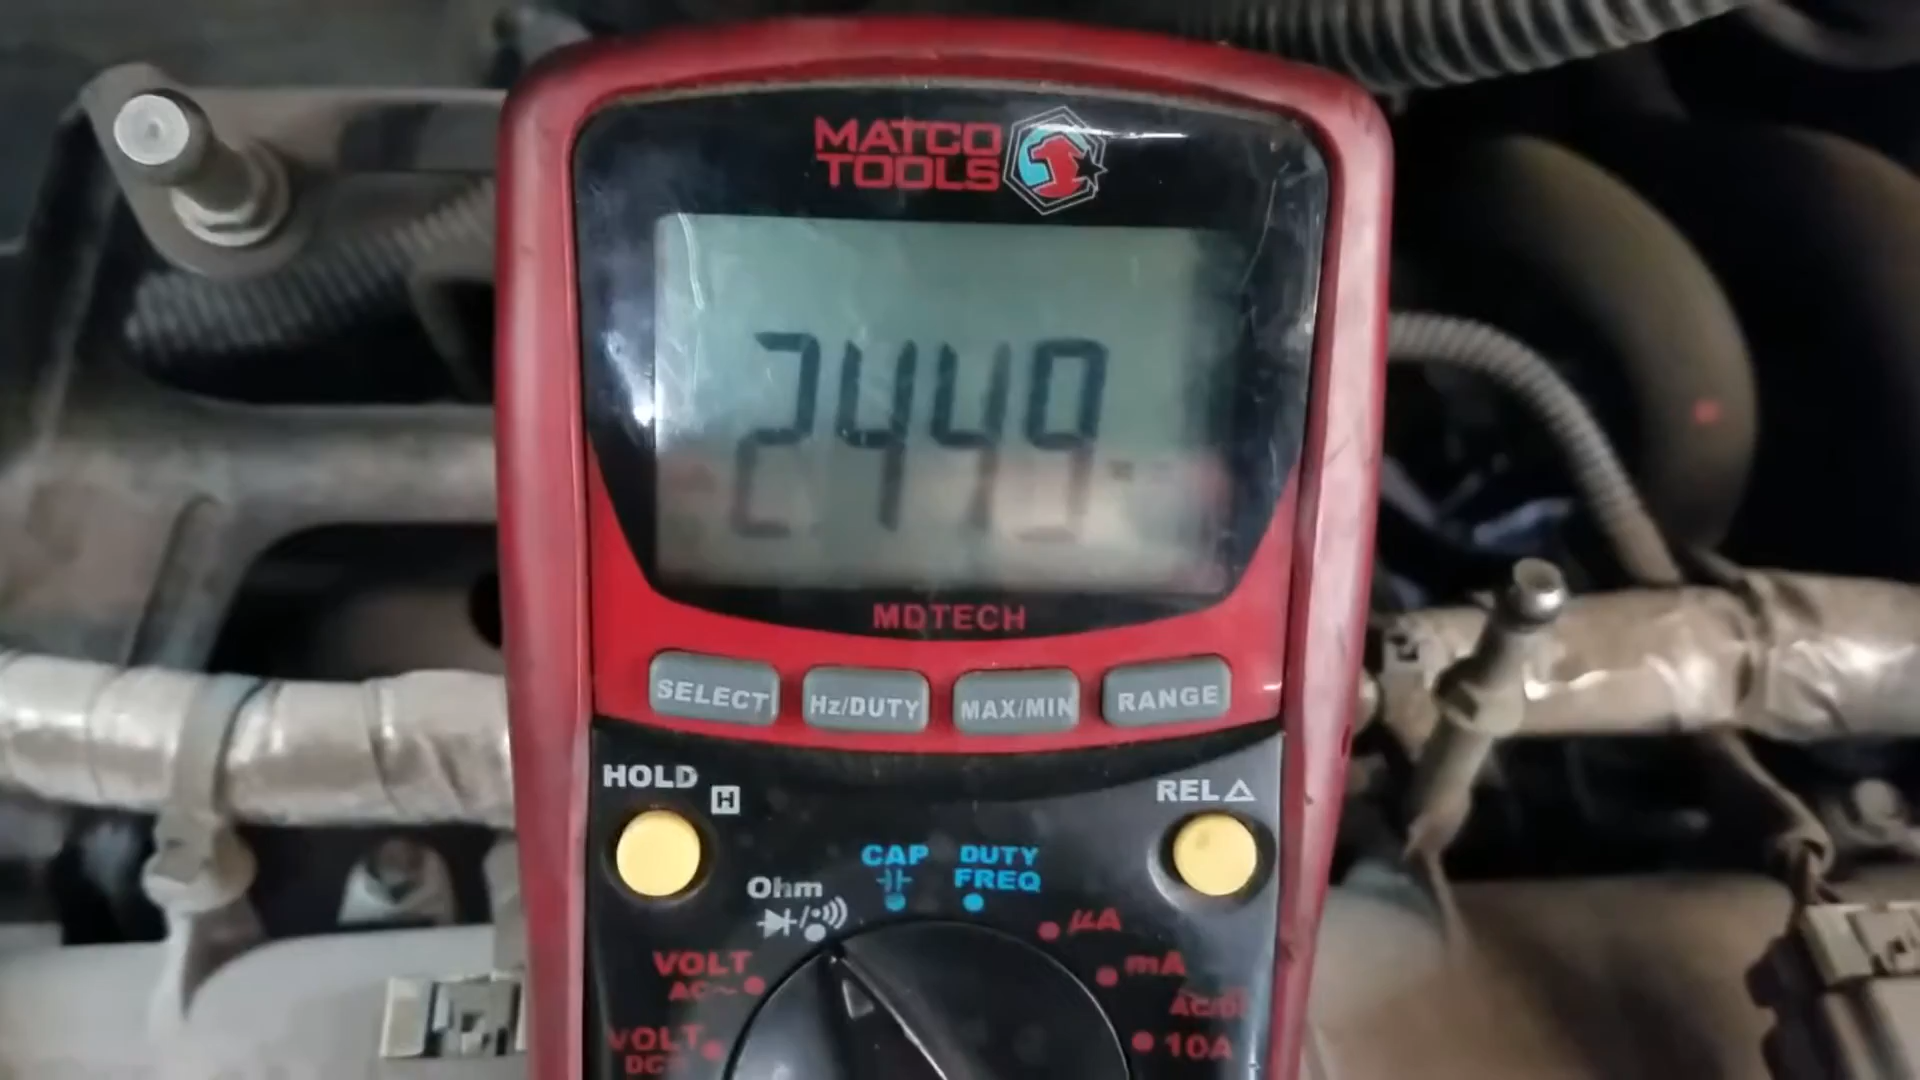 MATCO
TOOLS
2449
MDTECH
SELECT
Hz/DUTY
MAX/MIN
RANGE
HOLD H
REL△
CAP
DUTY
FREQ
Ohm
μA
VOLT
AC~
mA
AC/DC
VOLT
DC
10A